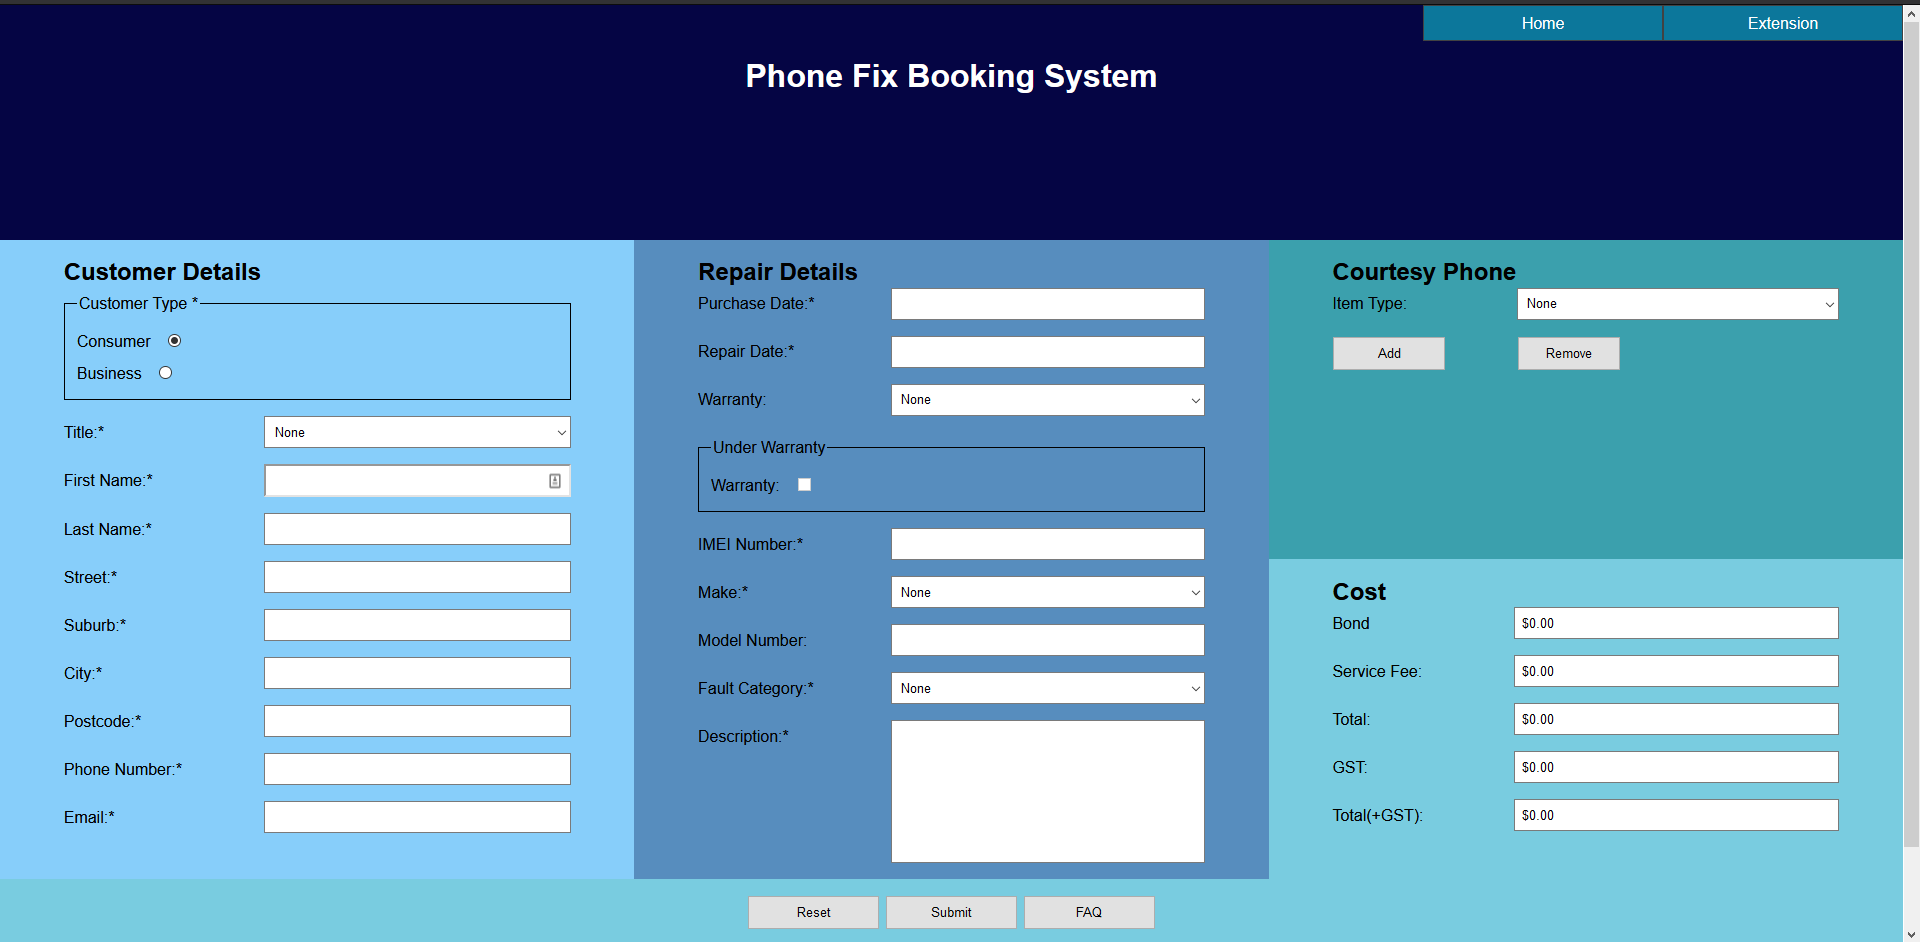 Home
Extension
Phone Fix Booking System
Customer Details
Customer Type *
Consumer
Business
Title:*
None
First Name:*
Last Name:*
Street:*
Suburb:*
City:*
Postcode:*
Phone Number:*
Email:*
Repair Details
Purchase Date:*
Repair Date:*
Warranty:
None
Under Warranty
Warranty:
IMEI Number:*
Make:*
None
Model Number:
Fault Category:*
None
Description:*
Courtesy Phone
Item Type:
None
Add
Remove
Cost
Bond
$0.00
Service Fee:
$0.00
Total:
$0.00
GST:
$0.00
Total(+GST):
$0.00
Reset
Submit
FAQ